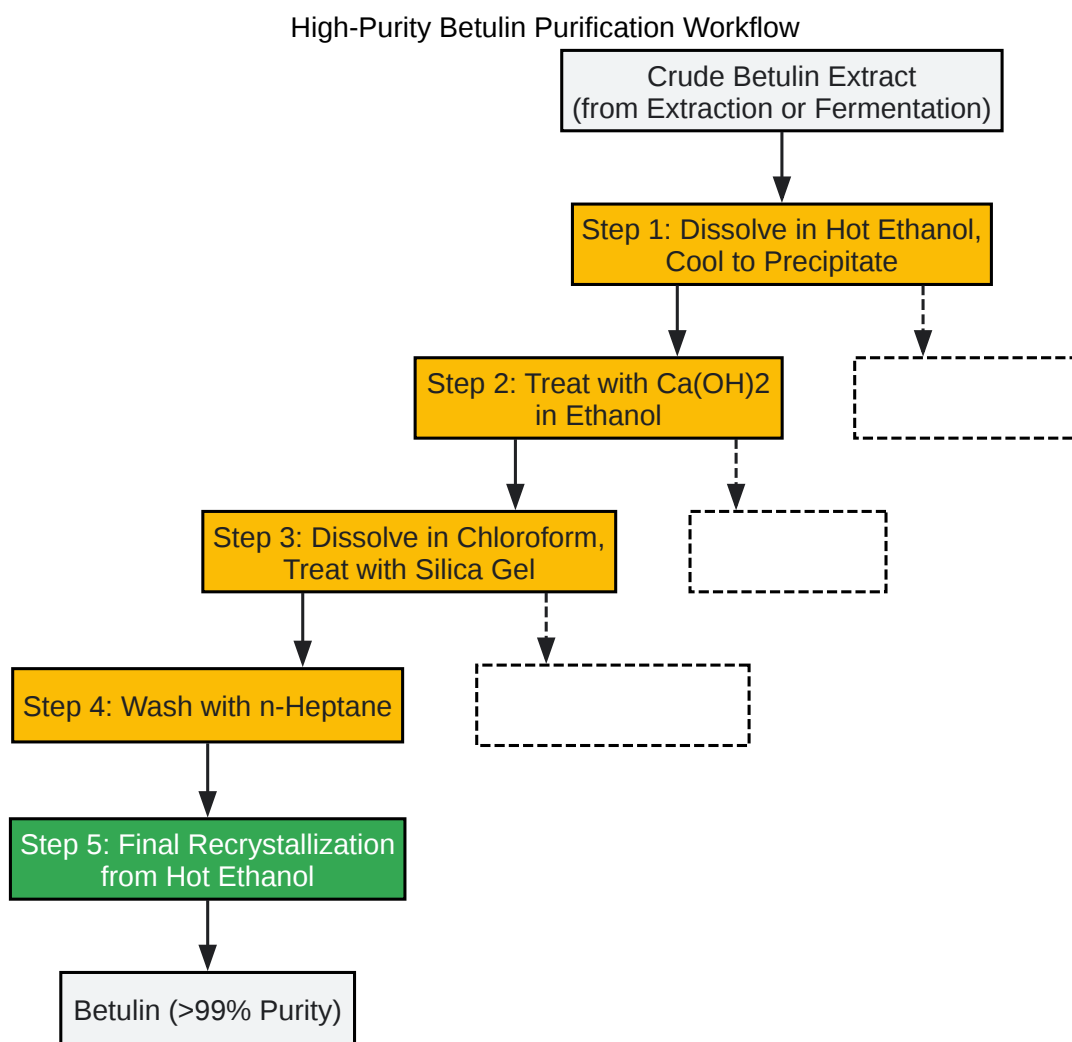 High-Purity Betulin Purification Workflow
Crude Betulin Extract
(from Extraction or Fermentation)
Step 1: Dissolve in Hot Ethanol,
Cool to Precipitate
Step 2: Treat with Ca(OH)2
in Ethanol
Step 3: Dissolve in Chloroform,
Treat with Silica Gel
Step 4: Wash with n-Heptane
Step 5: Final Recrystallization
from Hot Ethanol
Betulin (>99% Purity)